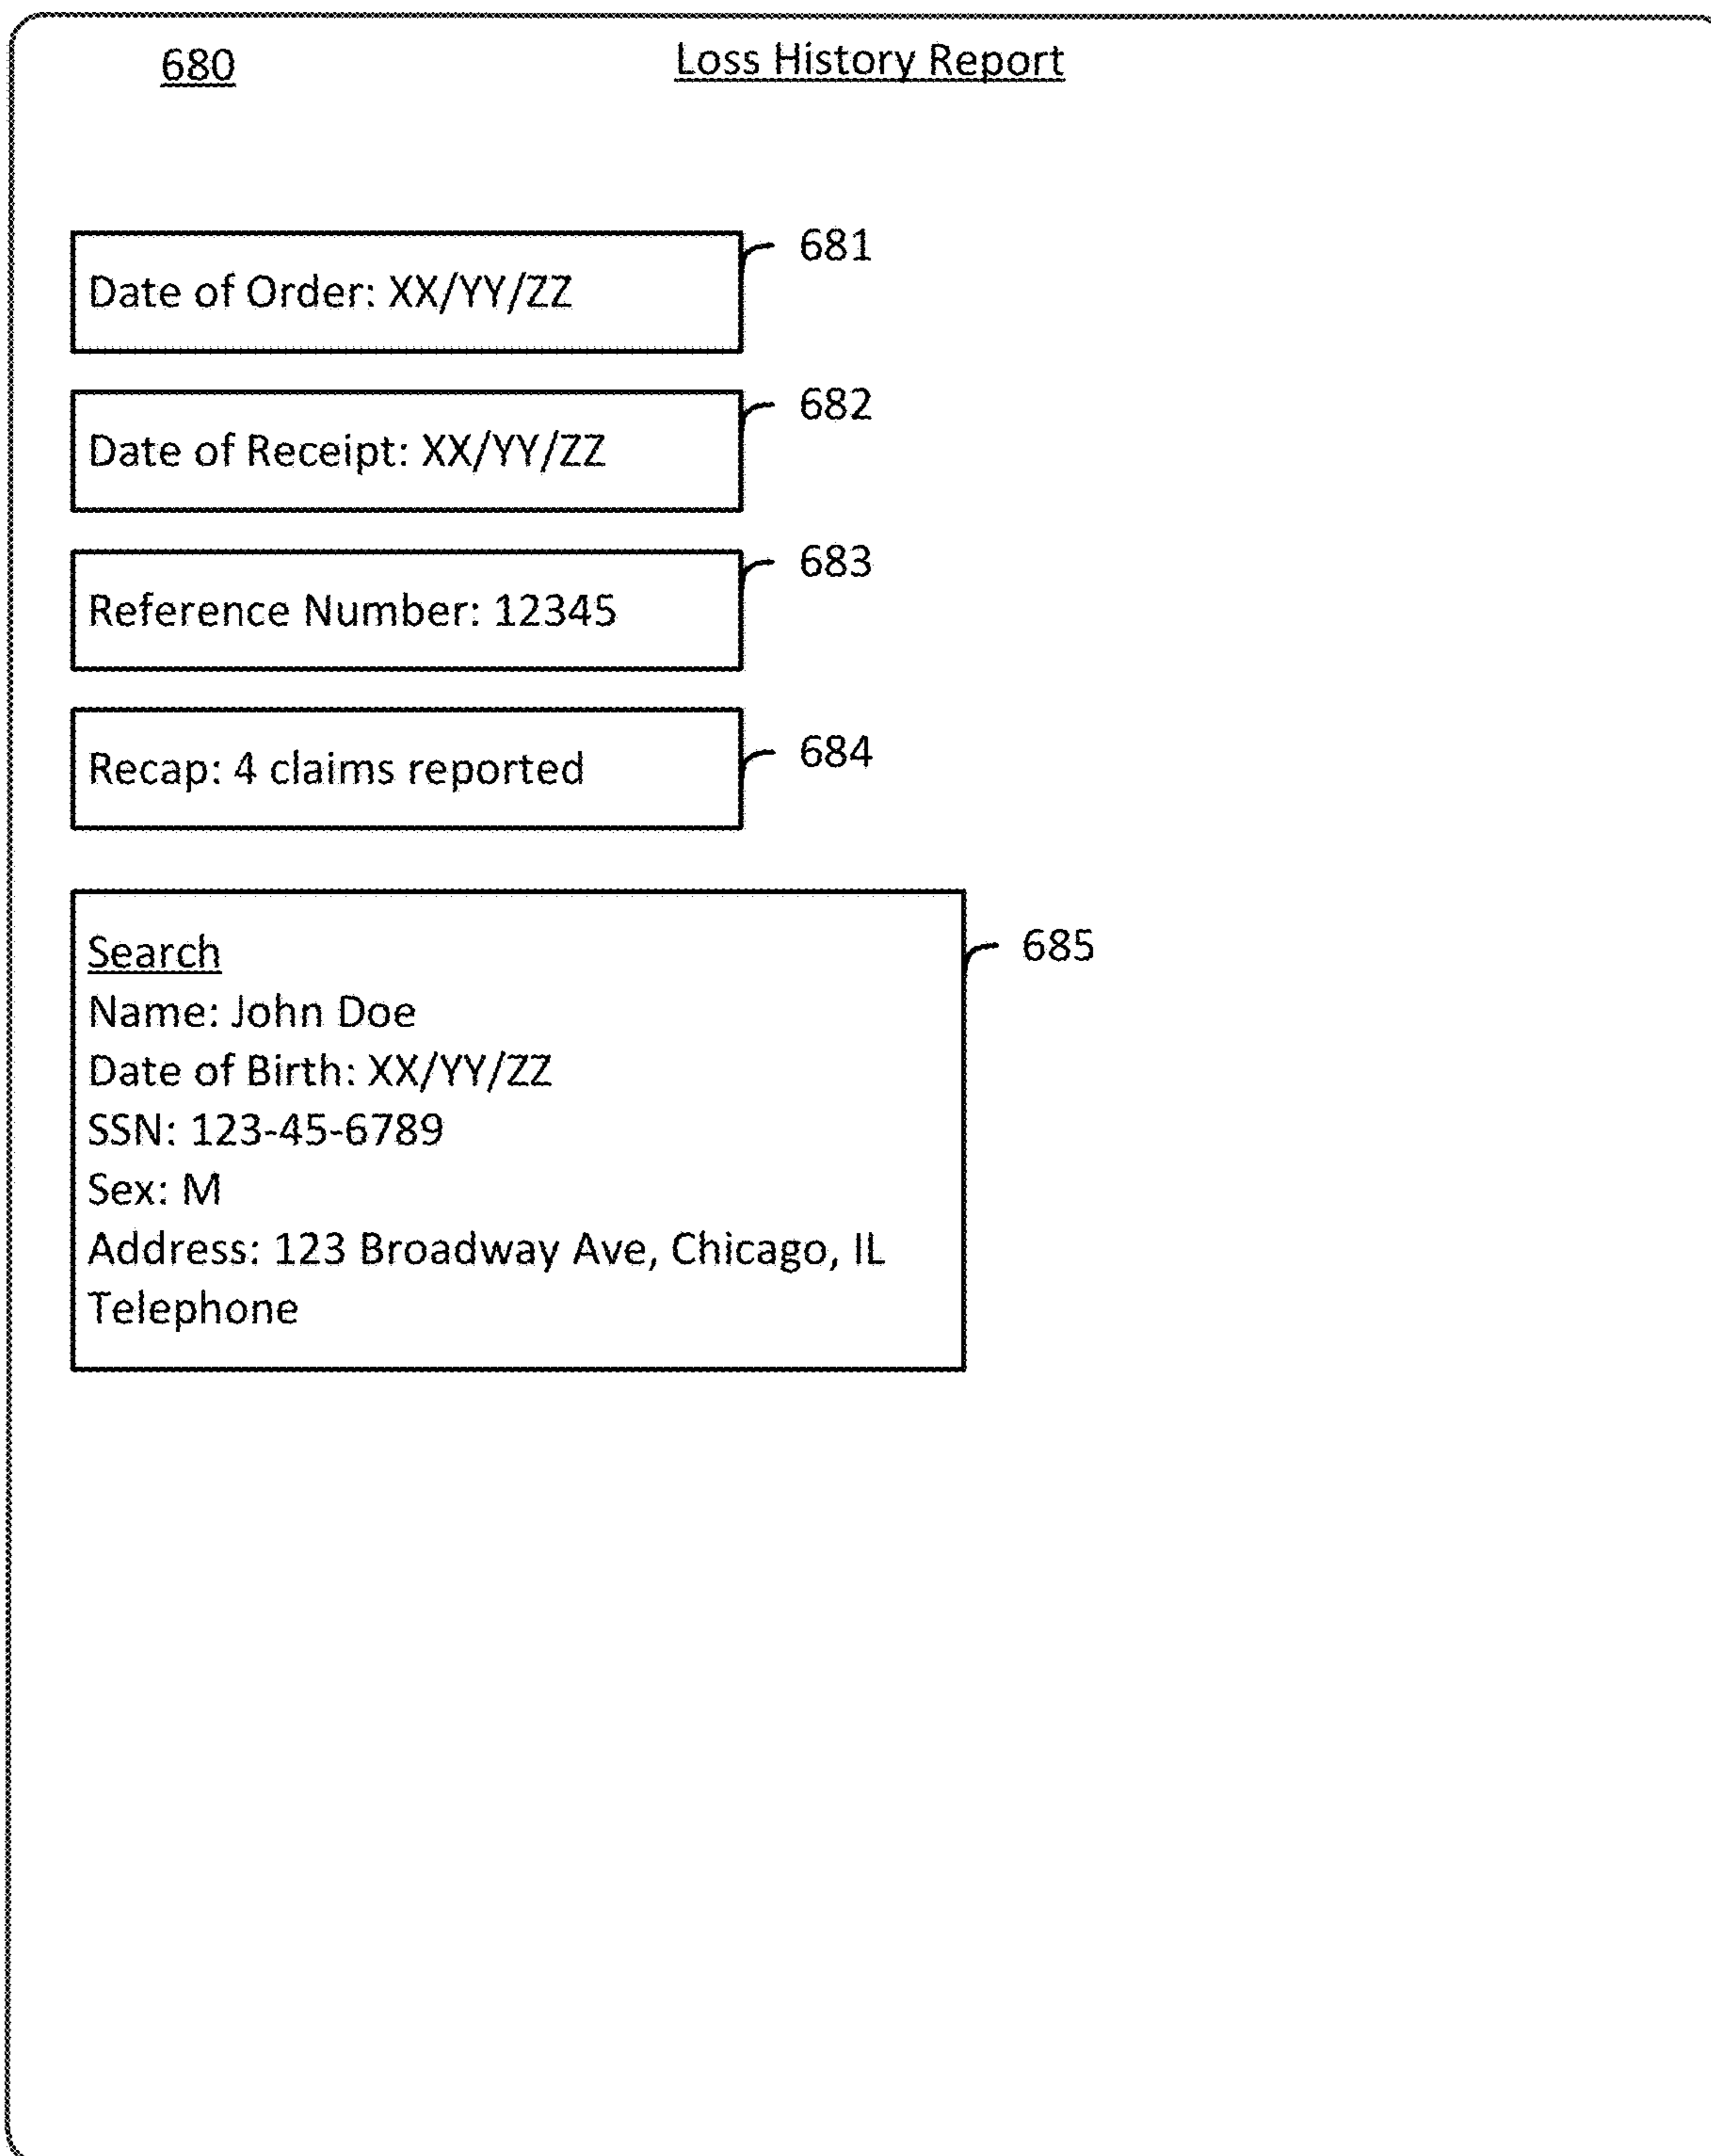 680 Loss History Report
Date of Order: XX/YY/ZZ 681
Date of Receipt: XX/YY/ZZ 682
Reference Number: 12345 683
Recap: 4 claims reported 684
Search 685
Name: John Doe
Date of Birth: XX/YY/ZZ
SSN: 123-45-6789
Sex: M
Address: 123 Broadway Ave, Chicago, IL
Telephone